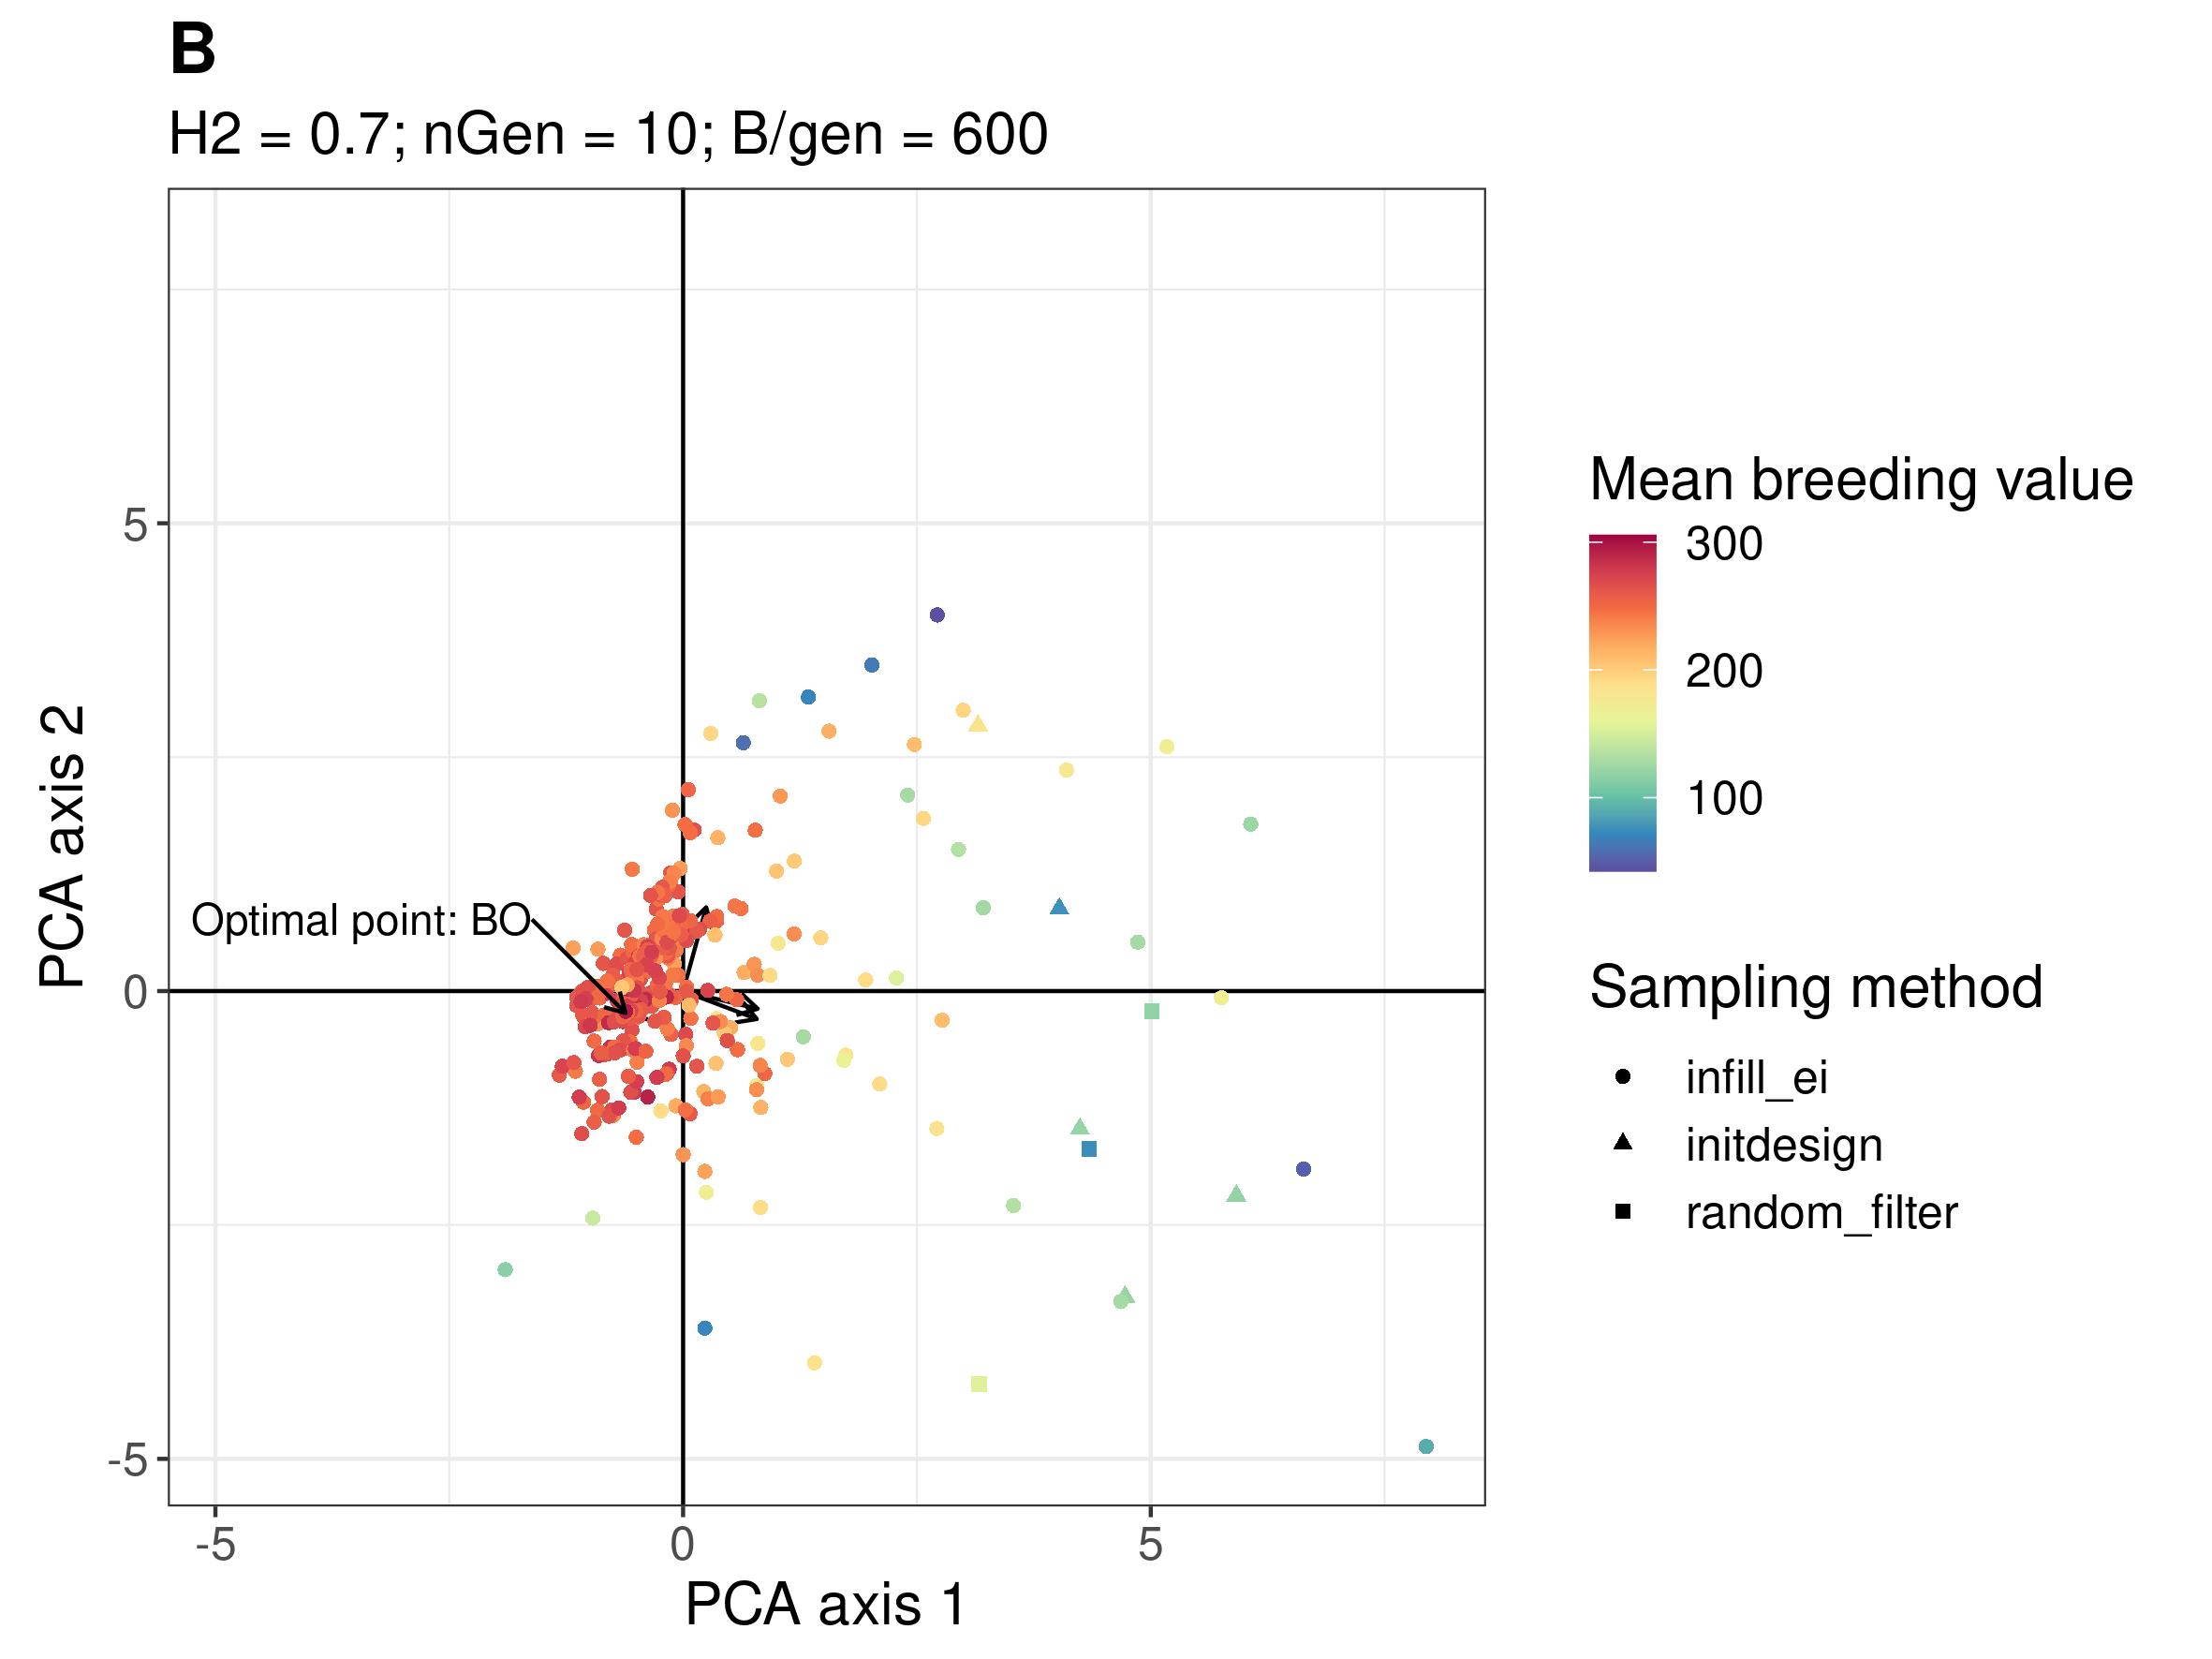 B
H2 = 0.7; nGen = 10; B/gen = 600
PCA axis 2
5
0
-5
Optimal point: BO
-5
0
5
PCA axis 1
Mean breeding value
300
200
100
Sampling method
infill_ei
initdesign
random_filter